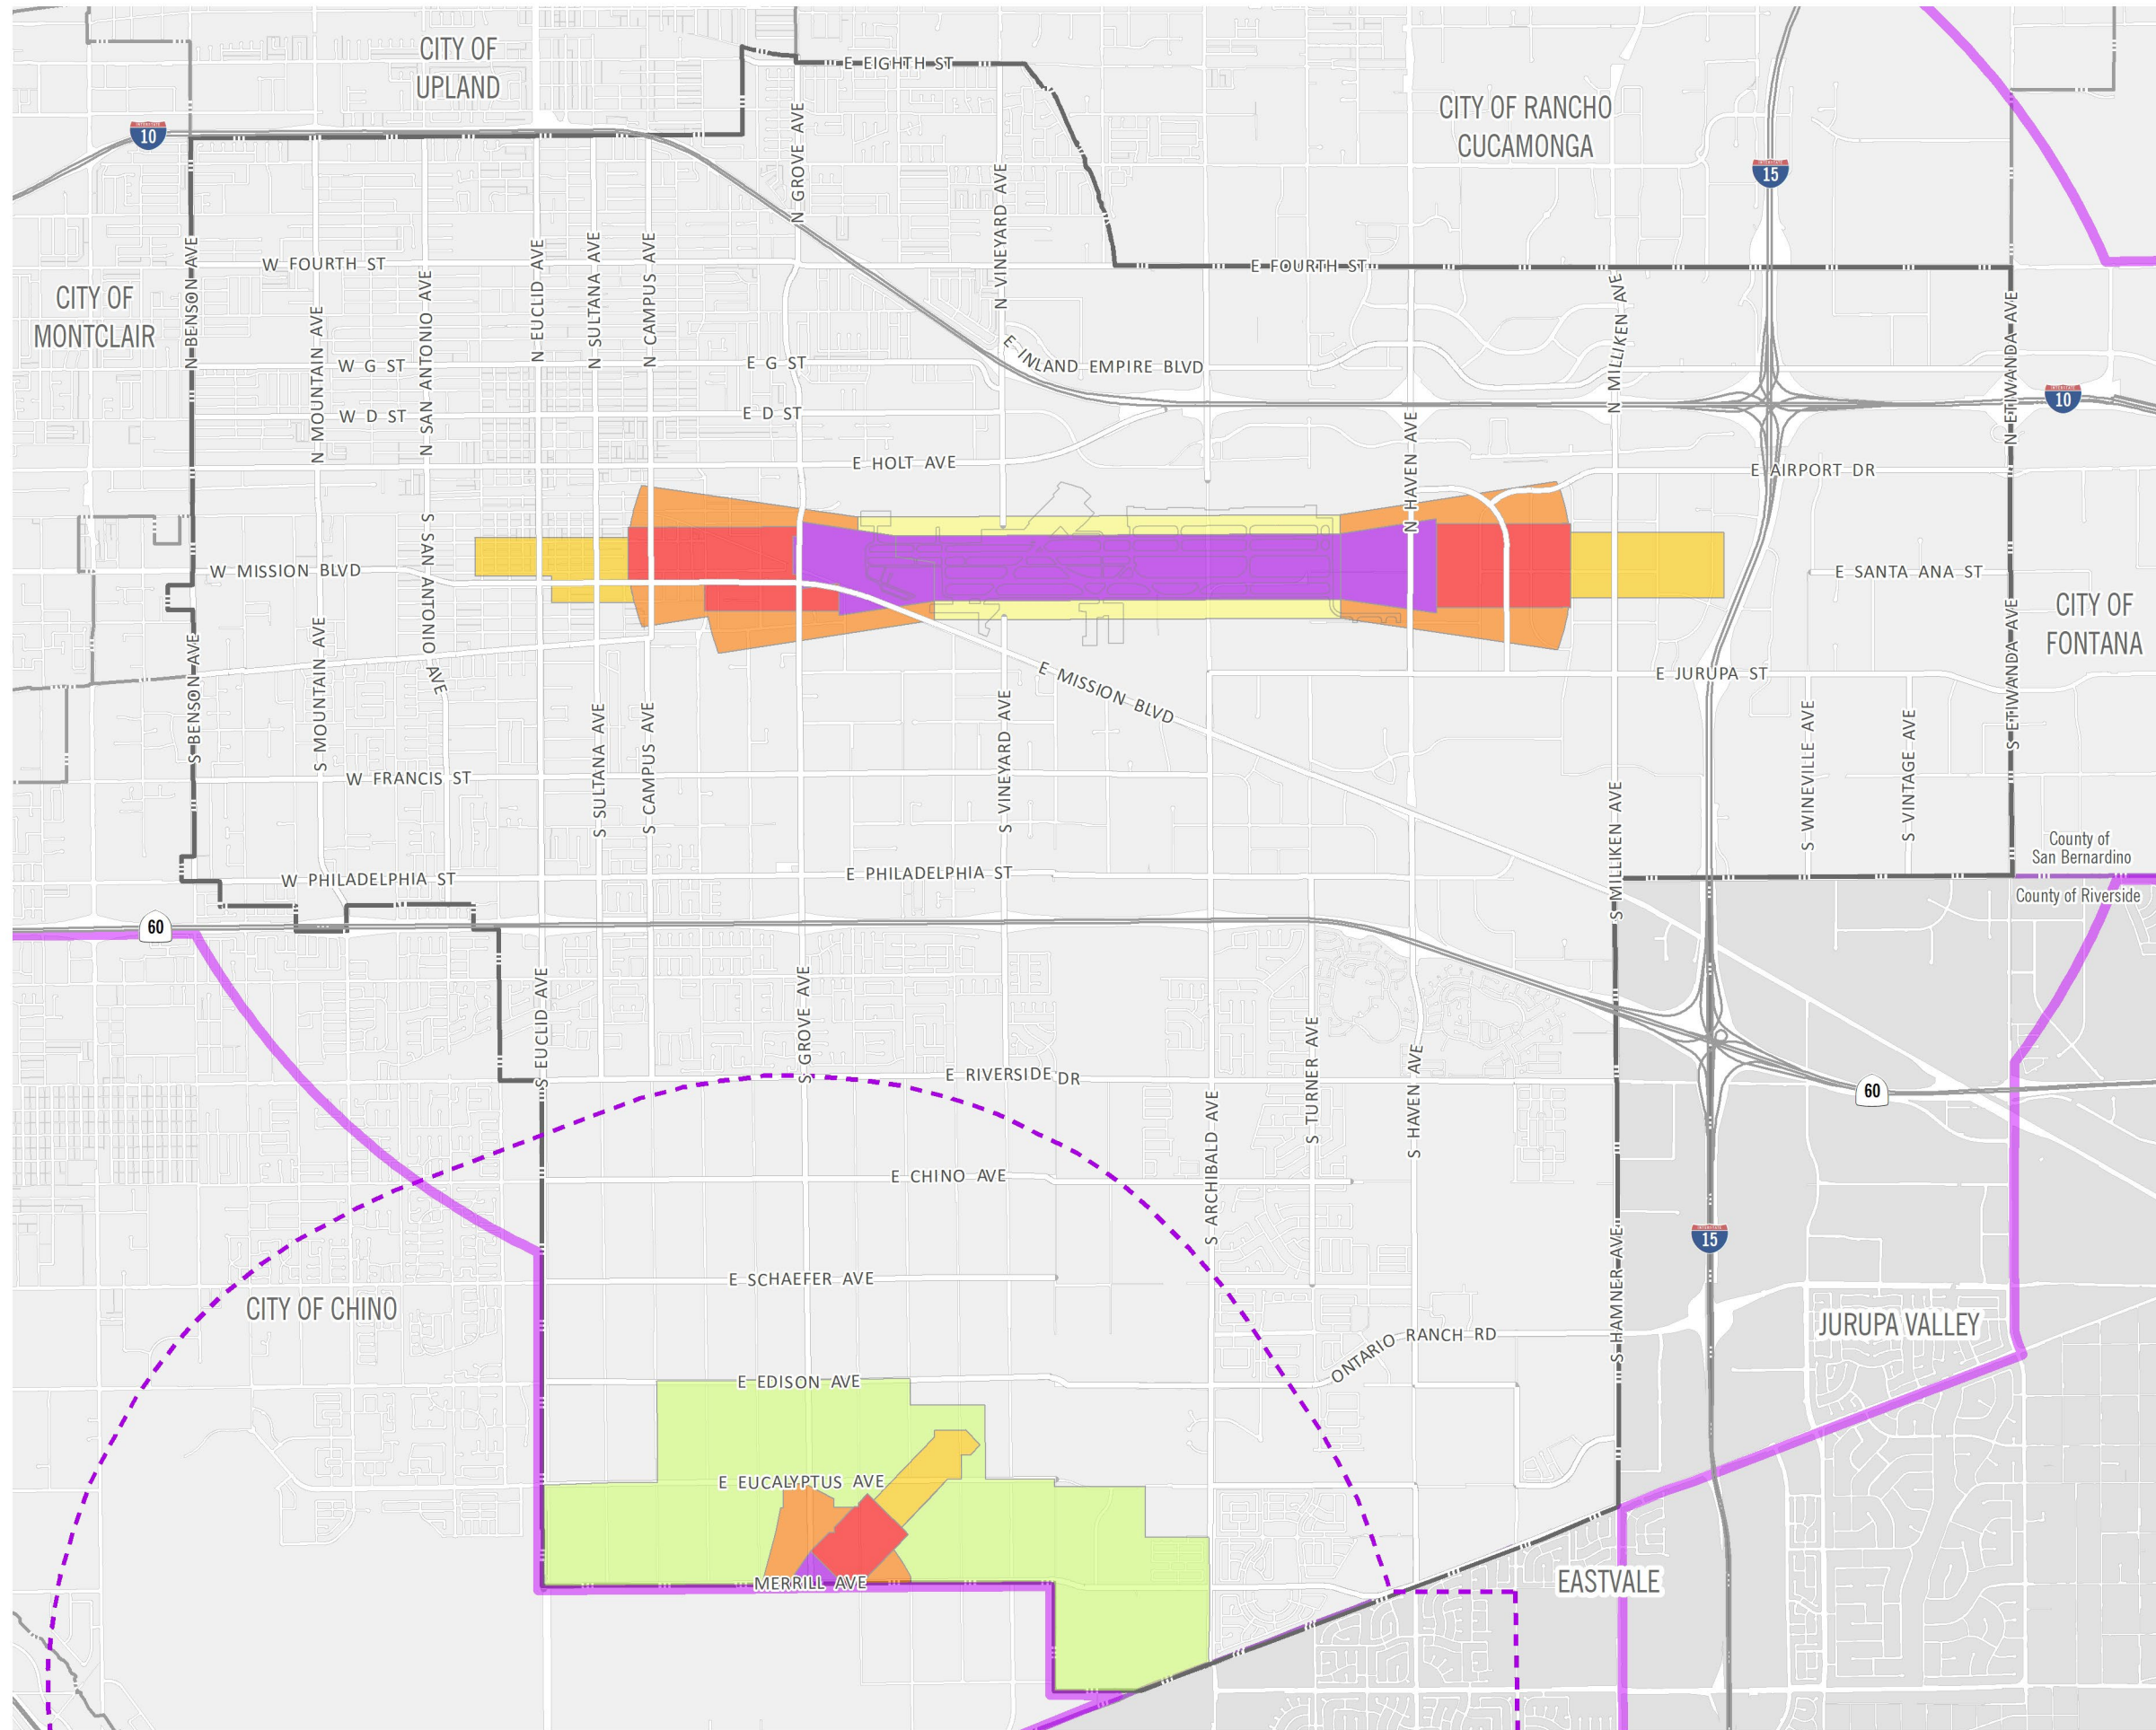 CITY OF
UPLAND
E EIGHTH ST
CITY OF RANCHO
CUCAMONGA
INTERSTATE
10
INTERSTATE
15
N GROVE AVE
N VINEYARD AVE
W FOURTH ST
E FOURTH ST
CITY OF
MONTCLAIR
N BENSON AVE
N MOUNTAIN AVE
N SAN ANTONIO AVE
N EUCLID AVE
N SULTANA AVE
N CAMPUS AVE
N MILLIKEN AVE
N ETIWANDA AVE
W G ST
E G ST
E INLAND EMPIRE BLVD
INTERSTATE
10
W D ST
E D ST
N HAVEN AVE
E HOLT AVE
E AIRPORT DR
W MISSION BLVD
E SANTA ANA ST
CITY OF
FONTANA
S BENSON AVE
S MOUNTAIN AVE
S SAN ANTONIO AVE
E MISSION BLVD
E JURUPA ST
S ETIWANDA AVE
S SULTANA AVE
S CAMPUS AVE
S VINEYARD AVE
S WINEVILLE AVE
S VINTAGE AVE
W FRANCIS ST
S MILLIKEN AVE
County of
San Bernardino
W PHILADELPHIA ST
E PHILADELPHIA ST
County of Riverside
60
S EUCLID AVE
S GROVE AVE
E RIVERSIDE DR
S TURNER AVE
S HAVEN AVE
60
S ARCHIBALD AVE
E CHINO AVE
INTERSTATE
15
S HAMNER AVE
E SCHAEFER AVE
CITY OF CHINO
JURUPA VALLEY
ONTARIO RANCH RD
E EDISON AVE
E EUCALYPTUS AVE
MERRILL AVE
EASTVALE